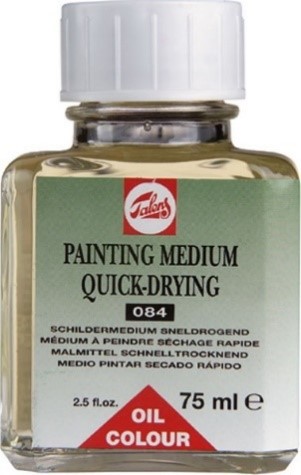 Talens
PAINTING MEDIUM
QUICK-DRYING
084
SCHILDERMEDIUM SNELDROGEND
MÉDIUM À PEINDRE SÉCHAGE RAPIDE
MALMITTEL SCHNELLTROCKNEND
MEDIO PINTAR SECADO RÁPIDO
2.5 fl.oz. 75 ml ℮
OIL
COLOUR